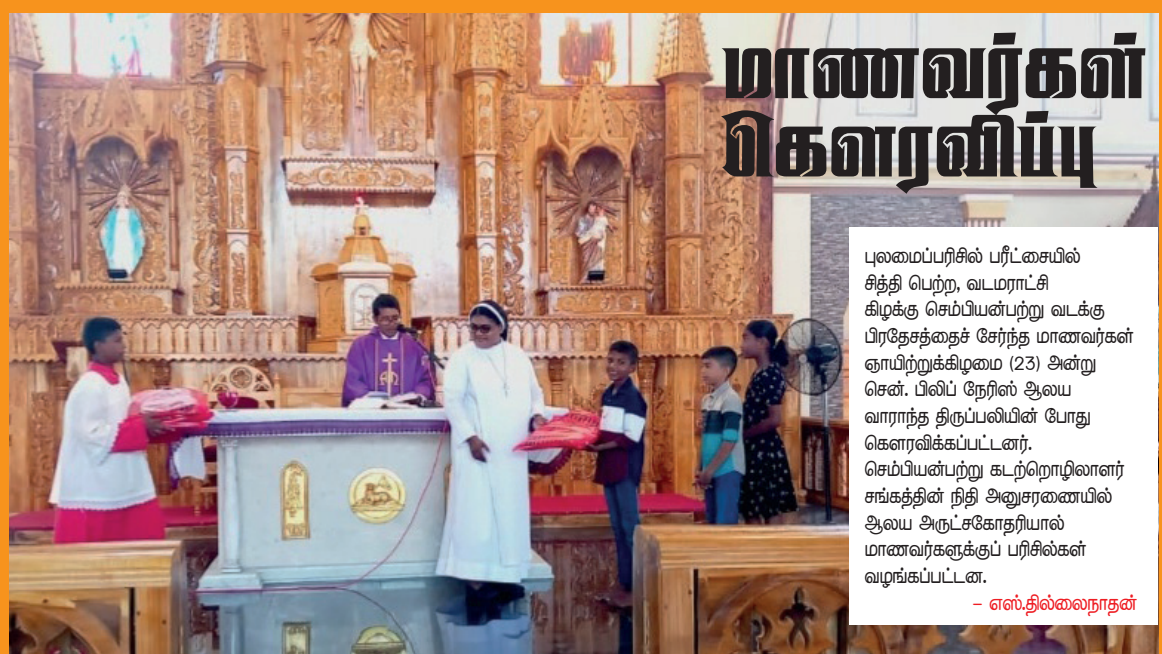 மாணவர்கள்
கௌரவிப்பு
புலமைப்பரிசில் பரீட்சையில்
சித்தி பெற்ற, வடமராட்சி
கிழக்கு செம்பியன்பற்று வடக்கு
பிரதேசத்தைச் சேர்ந்த மாணவர்கள்
ஞாயிற்றுக்கிழமை (23) அன்று
சென். பிலிப் நேரிஸ் ஆலய
வாராந்த திருப்பலியின் போது
கௌரவிக்கப்பட்டனர்.
செம்பியன்பற்று கடற்றொழிலாளர்
சங்கத்தின் நிதி அனுசரணையில்
ஆலய அருட்சகோதரியால்
மாணவர்களுக்குப் பரிசில்கள்
வழங்கப்பட்டன.
– எஸ்.தில்லைநாதன்